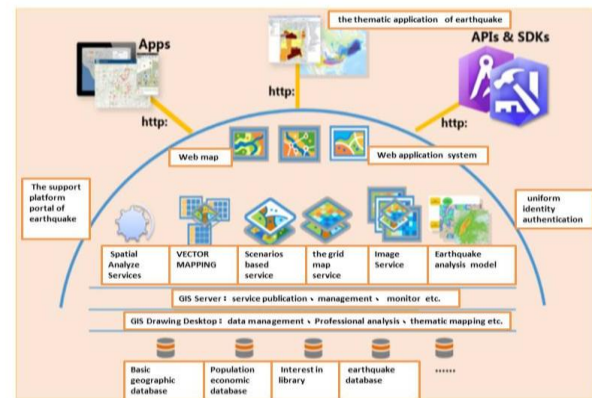 the thematic application of earthquake
Apps
APIs & SDKs
http:
http:
http:
Web map
Web application system
The support
platform
portal of
earthquake
uniform
identity
authentication
Spatial
Analyze
Services
VECTOR
MAPPING
Scenarios
based
service
the grid
map
service
Image
Service
Earthquake
analysis model
GIS Server：service publication、management、 monitor etc.
GIS Drawing Desktop：data management、Professional analysis、thematic mapping etc.
Basic
geographic
database
Population
economic
database
Interest in
library
earthquake
database
......